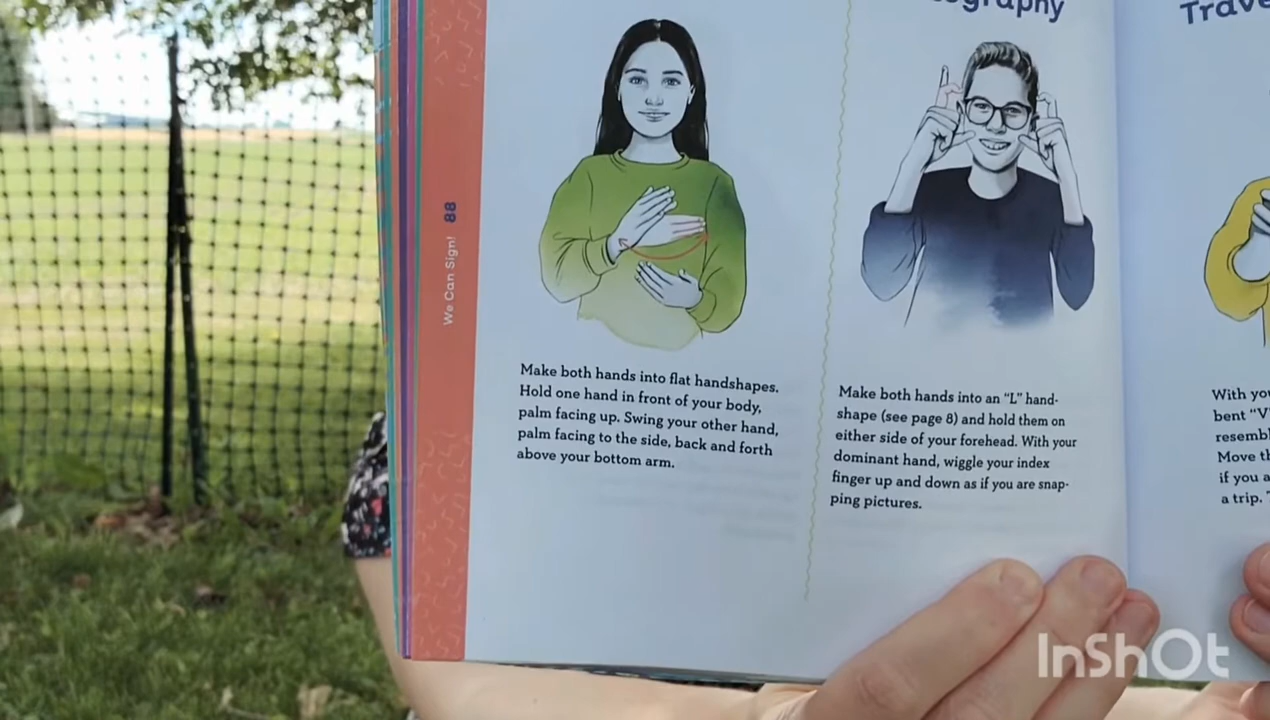 We Can Sign! 88
Make both hands into flat handshapes.
Hold one hand in front of your body,
palm facing up. Swing your other hand,
palm facing to the side, back and forth
above your bottom arm.
Make both hands into an “L” hand-
shape (see page 8) and hold them on
either side of your forehead. With your
dominant hand, wiggle your index
finger up and down as if you are snap-
ping pictures.
With yo
bent “V
resembl
Move th
if you a
a trip.
InShOt